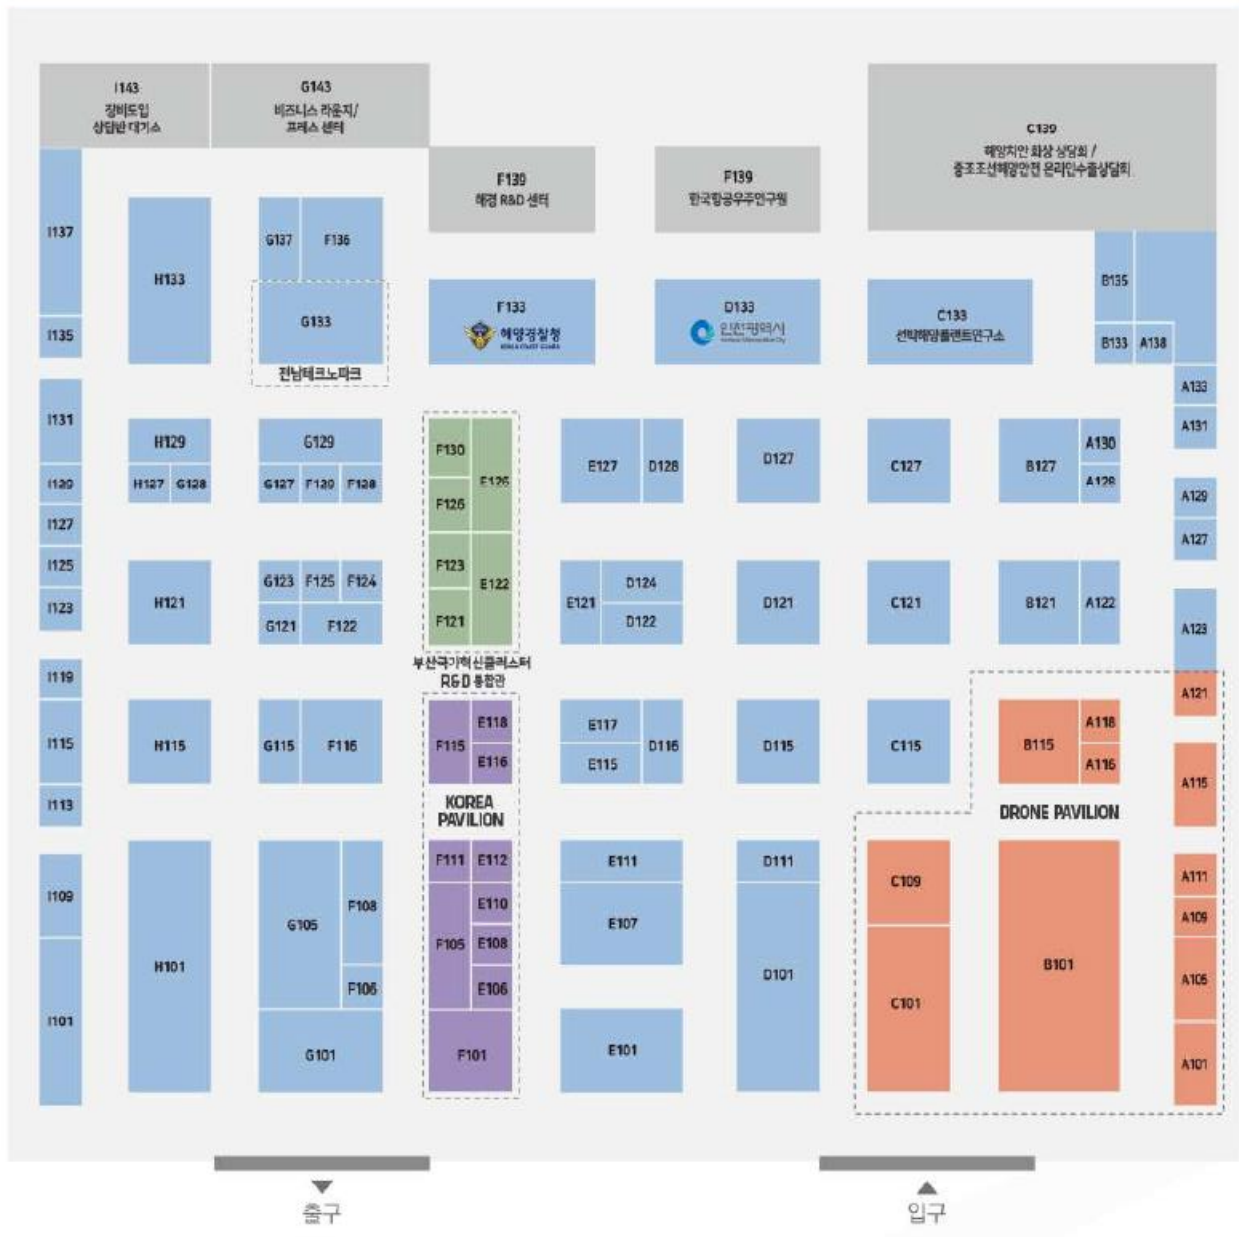 I143
장비도입
상담반 대기소
G143
비즈니스 라운지/
프레스 센터
F139
해경 R&D 센터
F139
한국항공우주연구원
C139
해양치안 화상 상담회 /
중조조선해양안전 온라인수출상담회
I137
I135
H133
G137
F136
G133
전남테크노파크
F133
해양경찰청
KOREA COAST GUARD
D133
인천광역시
Incheon Metropolitan City
C133
선박해양플랜트연구소
B135
B133
A138
A133
A131
I131
I129
I127
H129
H127
G128
G129
G127
F129
F128
F130
F126
E126
E127
D128
D127
C127
B127
A130
A128
A129
A127
I125
I123
H121
G123
F125
F124
G121
F122
F123
F121
E122
부산국가혁신클러스터
R&D 통합관
E121
D124
D122
D121
C121
B121
A122
A123
A121
I119
I115
I113
H115
G115
F116
F115
E118
E116
KOREA
PAVILION
E117
E115
D116
D115
C115
B115
A118
A116
A115
DRONE PAVILION
I109
I101
H101
G105
F108
F106
G101
F111
E112
F105
E110
E108
E106
F101
E111
E107
E101
D111
D101
C109
C101
B101
A111
A109
A105
A101
출구
입구